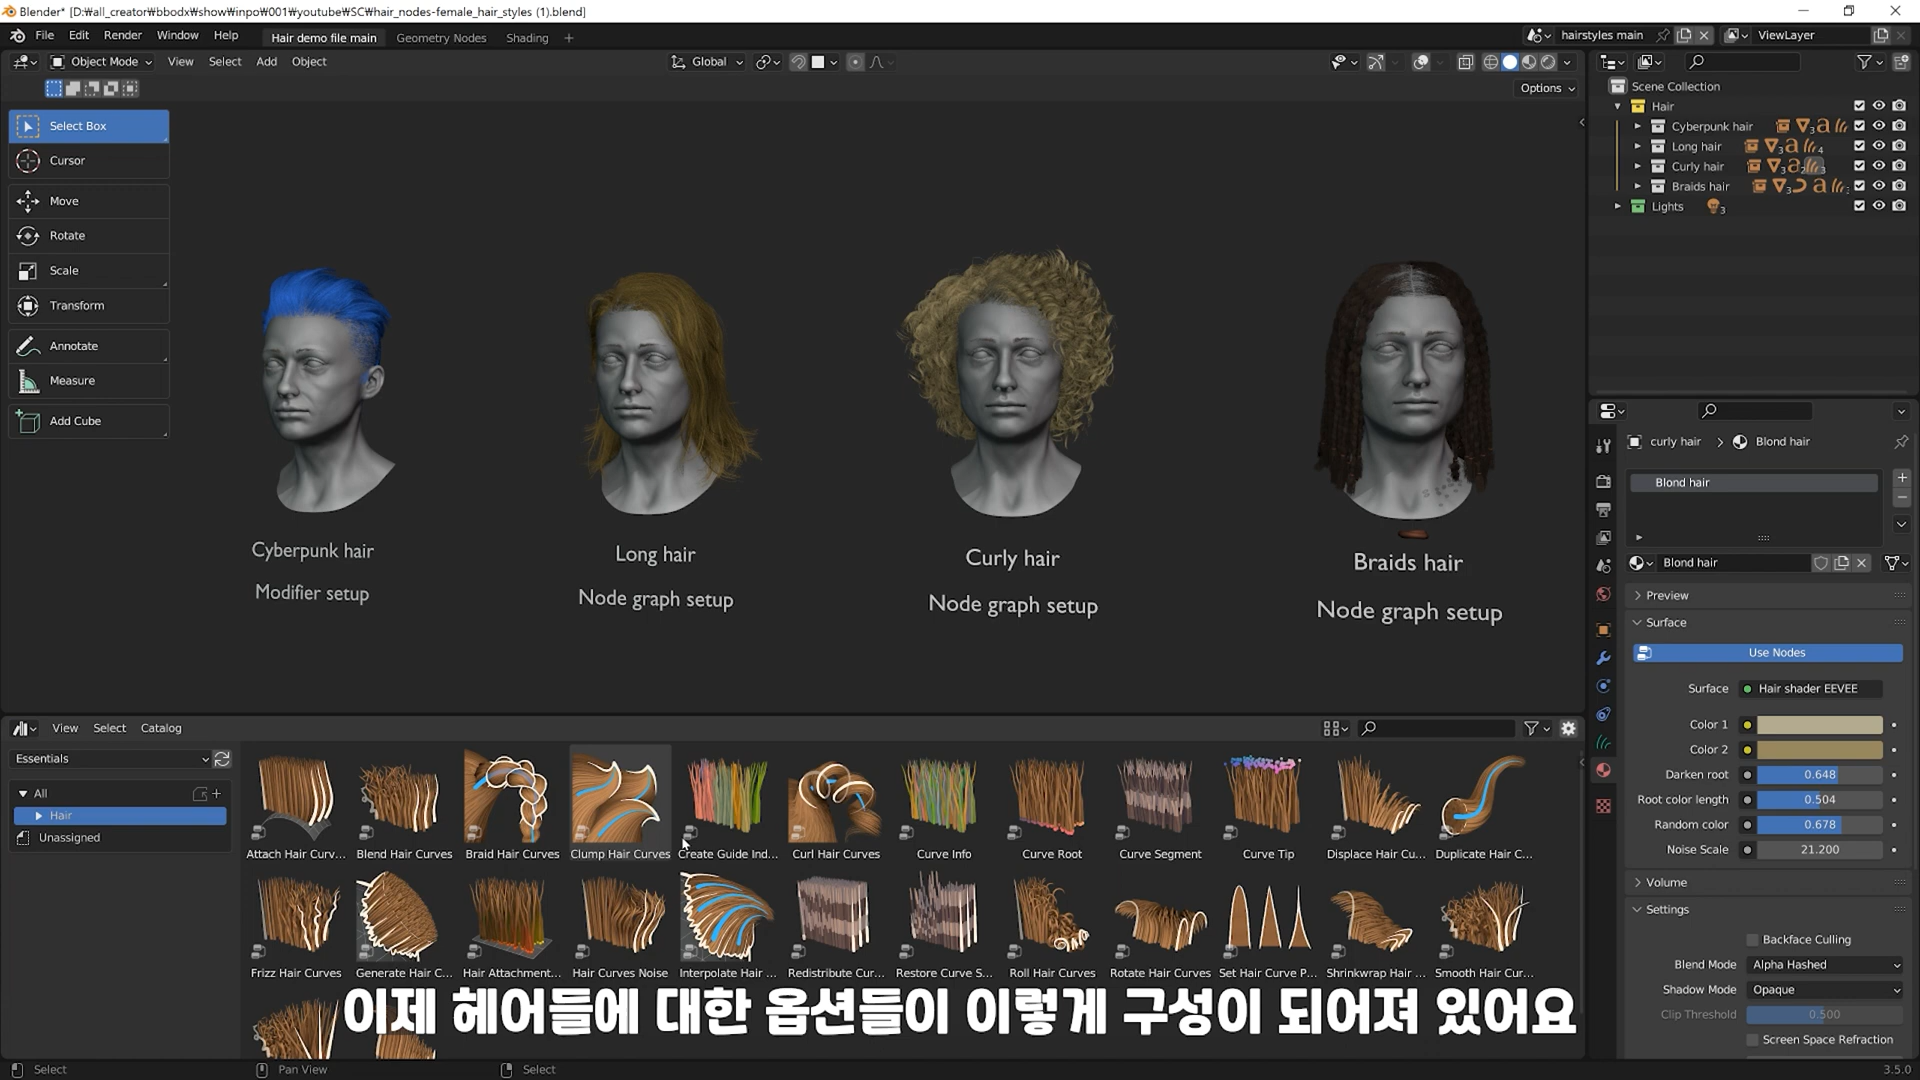 Blender* [D:₩all_creator₩bbodx₩show₩inpo₩001₩youtube₩SC₩hair_nodes-female_hair_styles (1).blend]
File Edit Render Window Help Hair demo file main Geometry Nodes Shading + hairstyles main ViewLayer
Object Mode View Select Add Object Global
Options
Select Box
Cursor
Move
Rotate
Scale
Transform
Annotate
Measure
Add Cube
Cyberpunk hair
Modifier setup
Long hair
Node graph setup
Curly hair
Node graph setup
Braids hair
Node graph setup
Scene Collection
Hair
Cyberpunk hair 3
Long hair 3 4
Curly hair 3 2 3
Braids hair 3
Lights 3
curly hair > Blond hair
Blond hair
Blond hair
Preview
Surface
Use Nodes
Surface Hair shader EEVEE
Color 1
Color 2
Darken root 0.648
Root color length 0.504
Random color 0.678
Noise Scale 21.200
Volume
Settings
Backface Culling
Blend Mode Alpha Hashed
Shadow Mode Opaque
Clip Threshold 0.500
Screen Space Refraction
View Select Catalog
Essentials
All
Hair
Unassigned
Attach Hair Curv... Blend Hair Curves Braid Hair Curves Clump Hair Curves Create Guide Ind... Curl Hair Curves Curve Info Curve Root Curve Segment Curve Tip Displace Hair Cu... Duplicate Hair C...
Frizz Hair Curves Generate Hair C... Hair Attachment... Hair Curves Noise Interpolate Hair ... Redistribute Cur... Restore Curve S... Roll Hair Curves Rotate Hair Curves Set Hair Curve P... Shrinkwrap Hair ... Smooth Hair Cur...
이제 헤어들에 대한 옵션들이 이렇게 구성이 되어져 있어요
Select Pan View Select 3.5.0